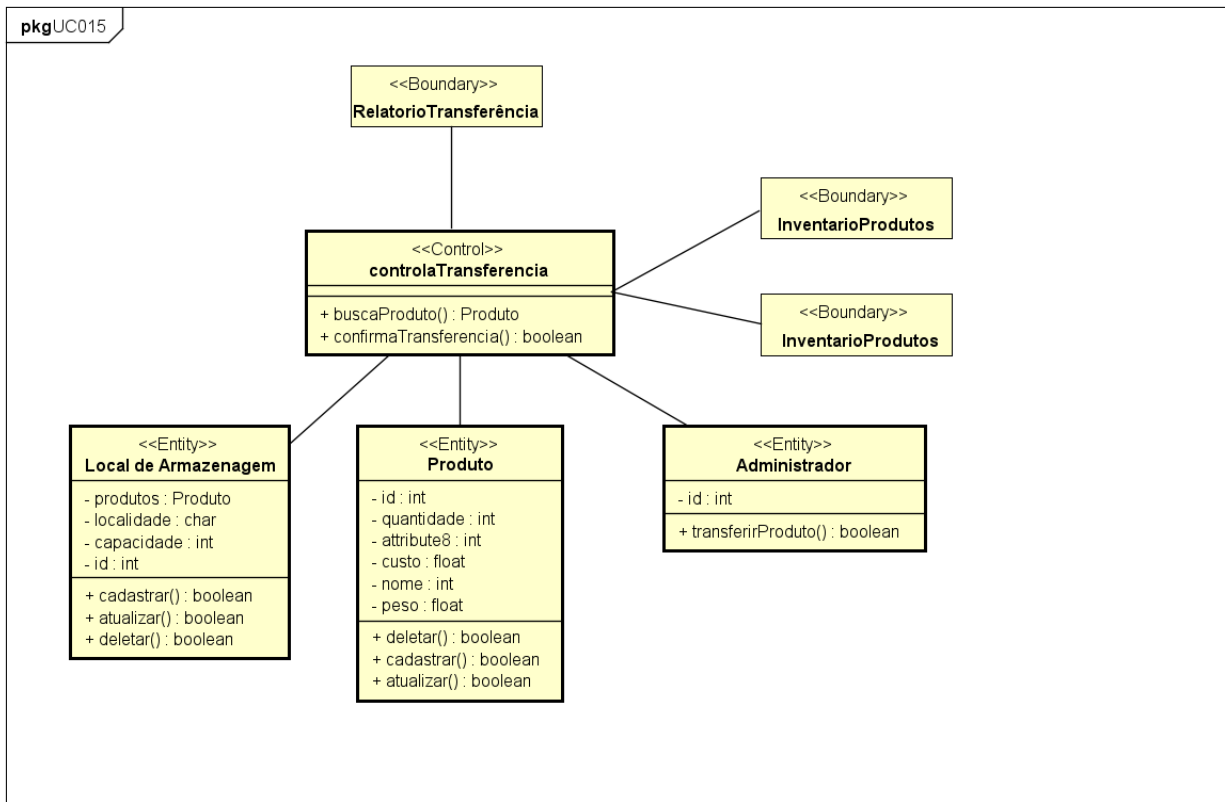 pkg UC015
<<Boundary>>
RelatorioTransferência
<<Boundary>>
InventarioProdutos
<<Control>>
controlaTransferencia
+ buscaProduto() : Produto
+ confirmaTransferencia() : boolean
<<Boundary>>
InventarioProdutos
<<Entity>>
Local de Armazenagem
- produtos : Produto
- localidade : char
- capacidade : int
- id : int
+ cadastrar() : boolean
+ atualizar() : boolean
+ deletar() : boolean
<<Entity>>
Produto
- id : int
- quantidade : int
- attribute8 : int
- custo : float
- nome : int
- peso : float
+ deletar() : boolean
+ cadastrar() : boolean
+ atualizar() : boolean
<<Entity>>
Administrador
- id : int
+ transferirProduto() : boolean